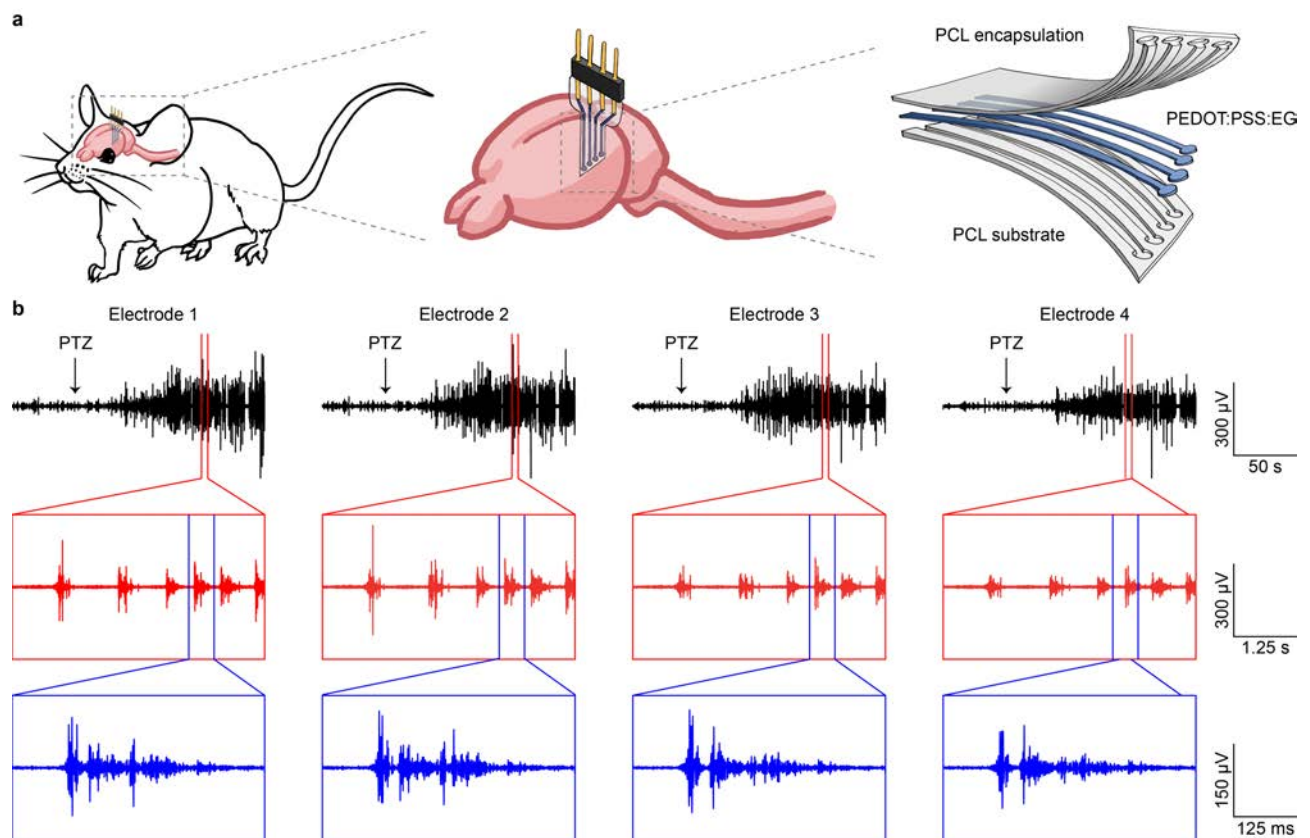 a
PCL encapsulation
PEDOT:PSS:EG
PCL substrate
b
Electrode 1
Electrode 2
Electrode 3
Electrode 4
PTZ
PTZ
PTZ
PTZ
300 µV
50 s
300 µV
1.25 s
150 µV
125 ms